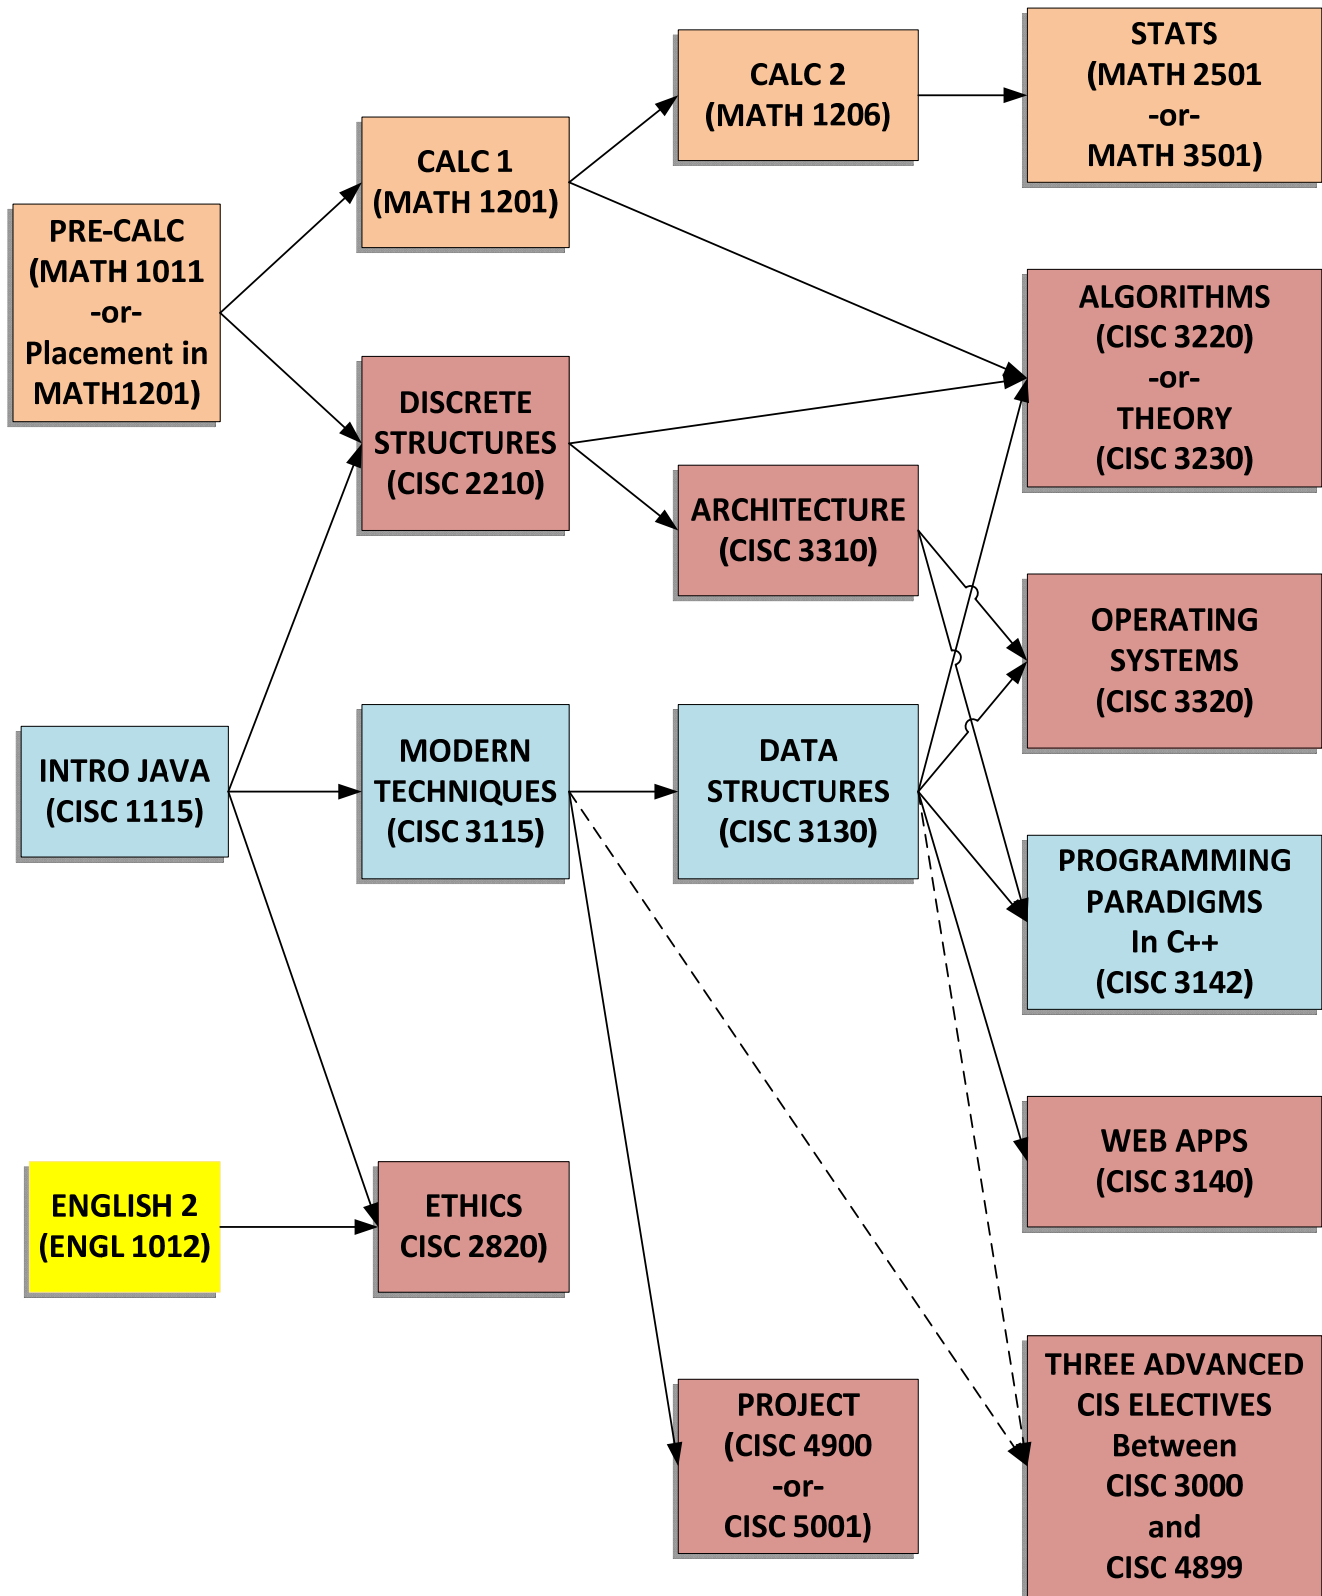 PRE-CALC
(MATH 1011
-or-
Placement in
MATH1201)
INTRO JAVA
(CISC 1115)
ENGLISH 2
(ENGL 1012)
CALC 1
(MATH 1201)
DISCRETE
STRUCTURES
(CISC 2210)
MODERN
TECHNIQUES
(CISC 3115)
ETHICS
CISC 2820)
CALC 2
(MATH 1206)
ARCHITECTURE
(CISC 3310)
DATA
STRUCTURES
(CISC 3130)
PROJECT
(CISC 4900
-or-
CISC 5001)
STATS
(MATH 2501
-or-
MATH 3501)
ALGORITHMS
(CISC 3220)
-or-
THEORY
(CISC 3230)
OPERATING
SYSTEMS
(CISC 3320)
PROGRAMMING
PARADIGMS
In C++
(CISC 3142)
WEB APPS
(CISC 3140)
THREE ADVANCED
CIS ELECTIVES
Between
CISC 3000
and
CISC 4899